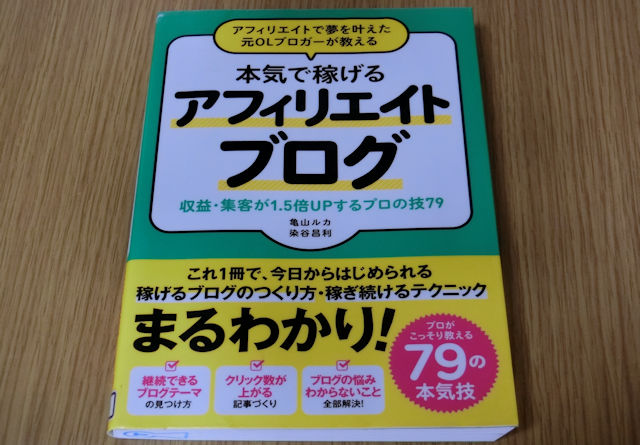 アフィリエイトで夢を叶えた
元OLブロガーが教える
本気で稼げる
アフィリエイト
ブログ
収益・集客が1.5倍UPするプロの技79
亀山ルカ
染谷昌利
これ1冊で、今日からはじめられる
稼げるブログのつくり方・稼ぎ続けるテクニック
まるわかり!
プロが
こっそり教える
79の
本気技
継続できる
ブログテーマ
の見つけ方
クリック数が
上がる
記事づくり
ブログの悩み
わからないこと
全部解決!